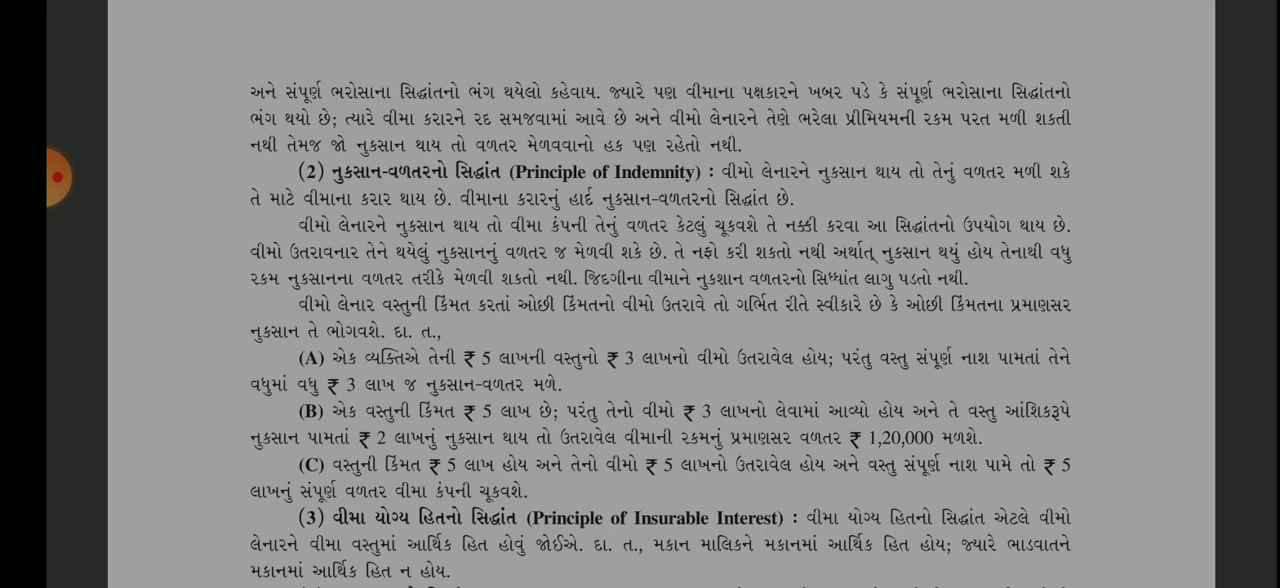 અને સંપૂર્ણ ભરોસાના સિદ્ધાંતનો ભંગ થયેલો કહેવાય. જ્યારે પણ વીમાના પક્ષકારને ખબર પડે કે સંપૂર્ણ ભરોસાના સિદ્ધાંતનો
ભંગ થયો છે; ત્યારે વીમા કરારને રદ સમજવામાં આવે છે અને વીમો લેનારને તેણે ભરેલા પ્રીમિયમની રકમ પરત મળી શકતી
નથી તેમજ જો નુકસાન થાય તો વળતર મેળવવાનો હક પણ રહેતો નથી.
(2) નુકસાન-વળતરનો સિદ્ધાંત (Principle of Indemnity) : વીમો લેનારને નુકસાન થાય તો તેનું વળતર મળી શકે
તે માટે વીમાના કરાર થાય છે. વીમાના કરારનું હાર્દ નુકસાન-વળતરનો સિદ્ધાંત છે.
વીમો લેનારને નુકસાન થાય તો વીમા કંપની તેનું વળતર કેટલું ચૂકવશે તે નક્કી કરવા આ સિદ્ધાંતનો ઉપયોગ થાય છે.
વીમો ઉતરાવનાર તેને થયેલું નુકસાનનું વળતર જ મેળવી શકે છે. તે નફો કરી શકતો નથી અર્થાત્ નુકસાન થયું હોય તેનાથી વધુ
રકમ નુકસાનના વળતર તરીકે મેળવી શકતો નથી. જિદગીના વીમાને નુકશાન વળતરનો સિધ્ધાંત લાગુ પડતો નથી.
વીમો લેનાર વસ્તુની કિંમત કરતાં ઓછી કિંમતનો વીમો ઉતરાવે તો ગર્ભિત રીતે સ્વીકારે છે કે ઓછી કિંમતના પ્રમાણસર
નુકસાન તે ભોગવશે. દા. ત.,
(A) એક વ્યક્તિએ તેની ₹ 5 લાખની વસ્તુનો ₹ 3 લાખનો વીમો ઉતરાવેલ હોય; પરંતુ વસ્તુ સંપૂર્ણ નાશ પામતાં તેને
વધુમાં વધુ ₹ 3 લાખ જ નુકસાન-વળતર મળે.
(B) એક વસ્તુની કિંમત ₹ 5 લાખ છે; પરંતુ તેનો વીમો ₹ 3 લાખનો લેવામાં આવ્યો હોય અને તે વસ્તુ આંશિકરૂપે
નુકસાન પામતાં ₹ 2 લાખનું નુકસાન થાય તો ઉતરાવેલ વીમાની રકમનું પ્રમાણસર વળતર ₹ 1,20,000 મળશે.
(C) વસ્તુની કિંમત ₹ 5 લાખ હોય અને તેનો વીમો ₹ 5 લાખનો ઉતરાવેલ હોય અને વસ્તુ સંપૂર્ણ નાશ પામે તો ₹ 5
લાખનું સંપૂર્ણ વળતર વીમા કંપની ચૂકવશે.
(3) વીમા યોગ્ય હિતનો સિદ્ધાંત (Principle of Insurable Interest) : વીમા યોગ્ય હિતનો સિદ્ધાંત એટલે વીમો
લેનારને વીમા વસ્તુમાં આર્થિક હિત હોવું જોઈએ. દા. ત., મકાન માલિકને મકાનમાં આર્થિક હિત હોય; જ્યારે ભાડવાતને
મકાનમાં આર્થિક હિત ન હોય.